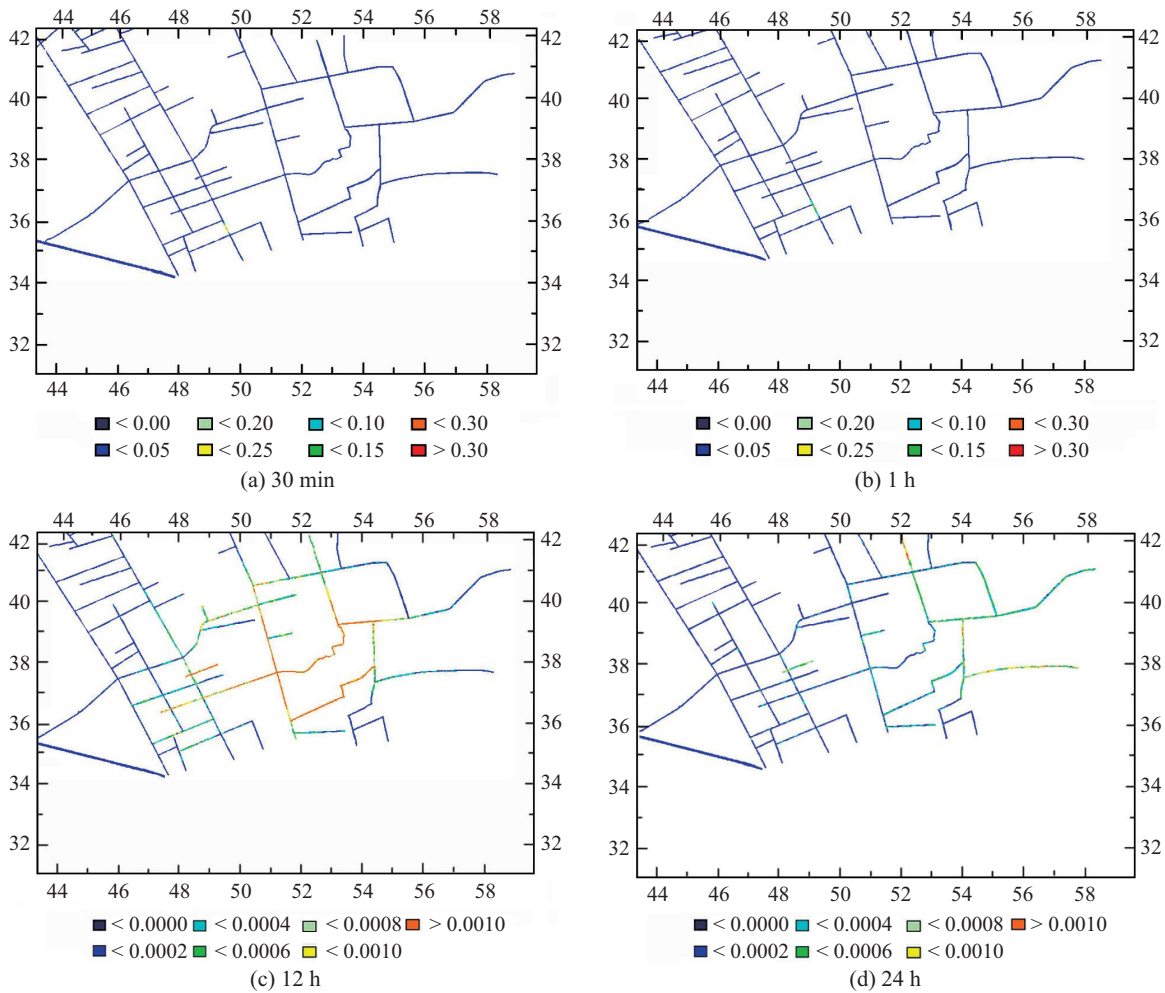 44 46 48 50 52 54 56 58
44 46 48 50 52 54 56 58
42 42 42 42
40 40 40 40
38 38 38 38
36 36 36 36
34 34 34 34
32 32 32 32
44 46 48 50 52 54 56 58
44 46 48 50 52 54 56 58
< 0.00 < 0.20 < 0.10 < 0.30
< 0.05 < 0.25 < 0.15 > 0.30
(a) 30 min
< 0.00 < 0.20 < 0.10 < 0.30
< 0.05 < 0.25 < 0.15 > 0.30
(b) 1 h
44 46 48 50 52 54 56 58
44 46 48 50 52 54 56 58
42 42 42 42
40 40 40 40
38 38 38 38
36 36 36 36
34 34 34 34
32 32 32 32
44 46 48 50 52 54 56 58
44 46 48 50 52 54 56 58
< 0.0000 < 0.0004 < 0.0008 > 0.0010
< 0.0002 < 0.0006 < 0.0010
(c) 12 h
< 0.0000 < 0.0004 < 0.0008 > 0.0010
< 0.0002 < 0.0006 < 0.0010
(d) 24 h